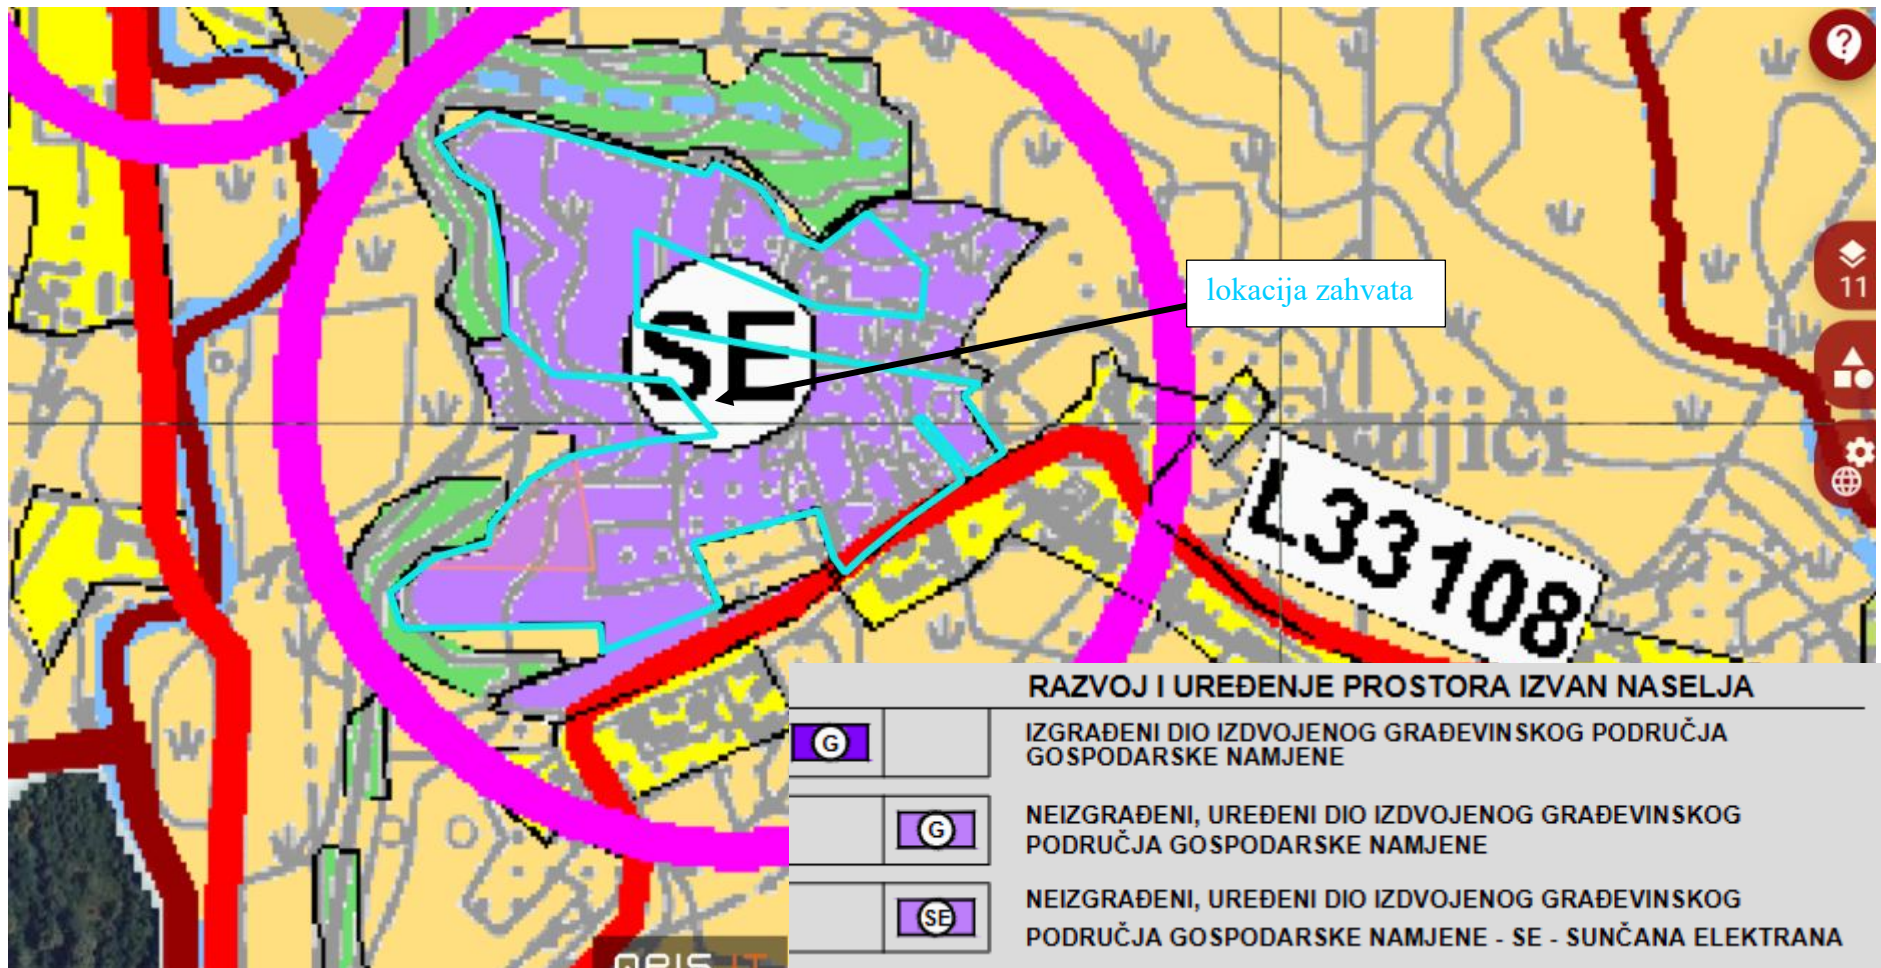 ?
11
lokacija zahvata
SE
L33108
RAZVOJ I UREĐENJE PROSTORA IZVAN NASELJA
G
IZGRAĐENI DIO IZDVOJENOG GRAĐEVINSKOG PODRUČJA
GOSPODARSKE NAMJENE
G
NEIZGRAĐENI, UREĐENI DIO IZDVOJENOG GRAĐEVINSKOG
PODRUČJA GOSPODARSKE NAMJENE
SE
NEIZGRAĐENI, UREĐENI DIO IZDVOJENOG GRAĐEVINSKOG
PODRUČJA GOSPODARSKE NAMJENE - SE - SUNČANA ELEKTRANA